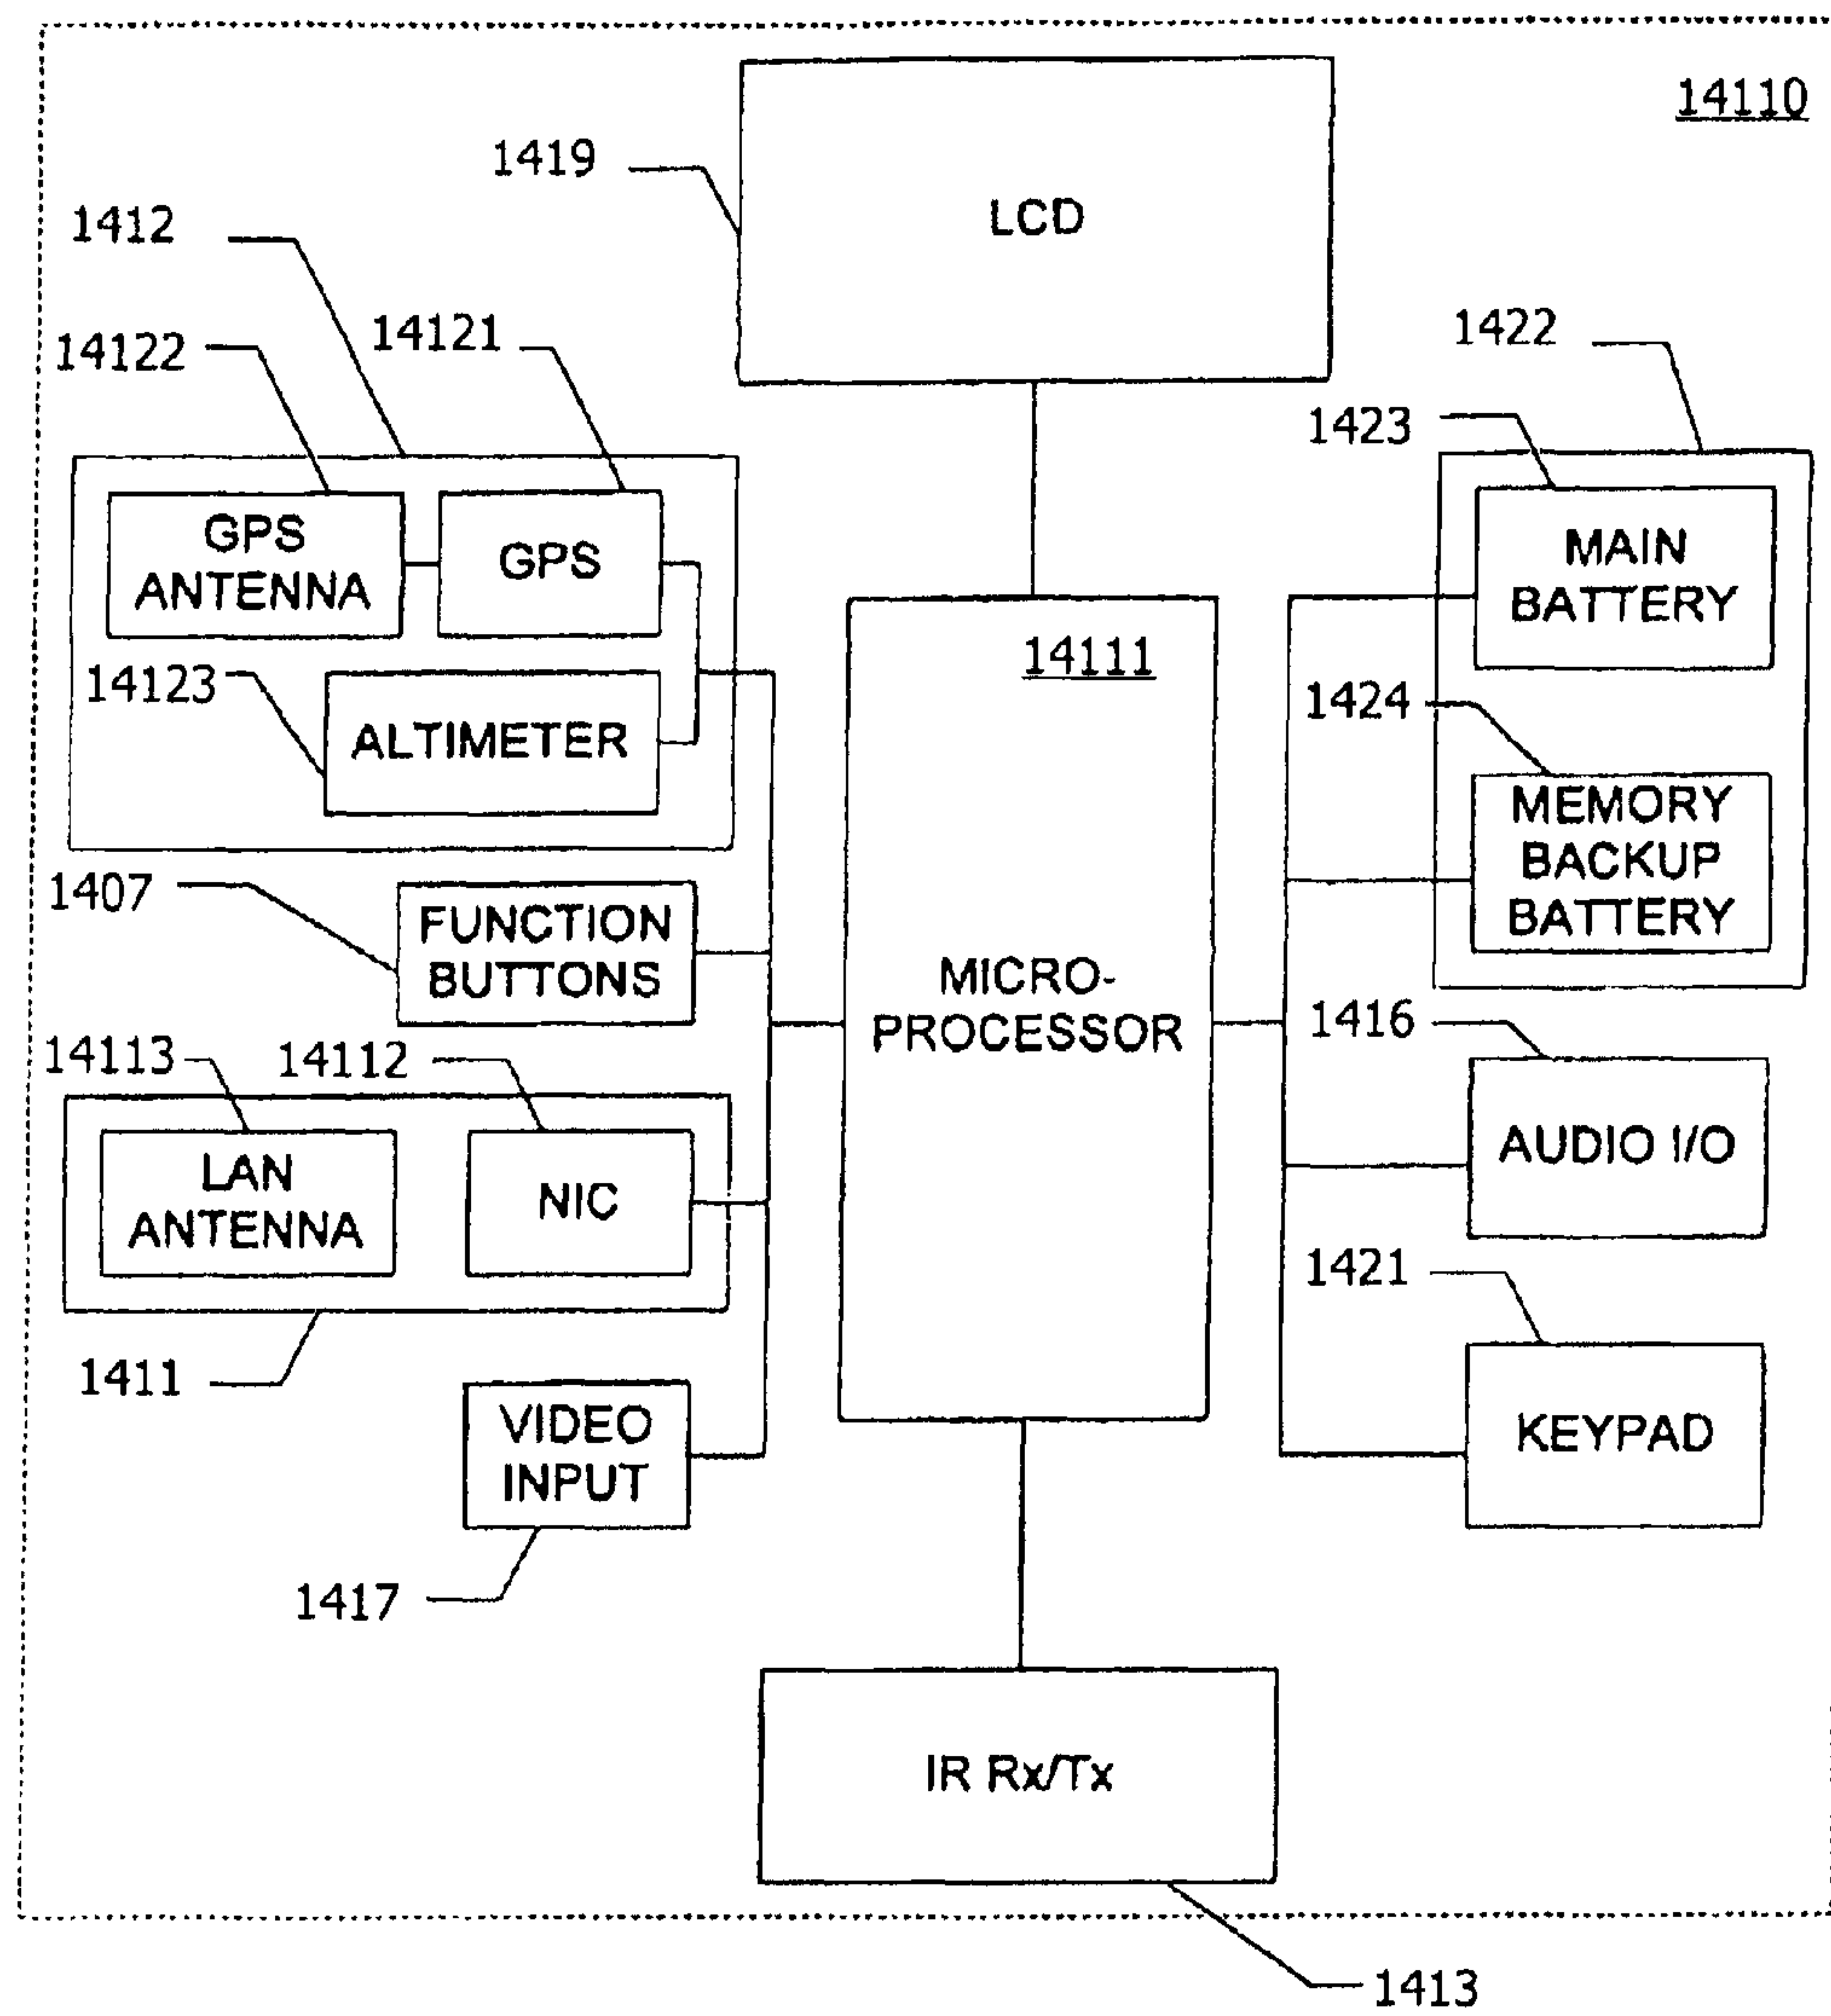 14110
1419
LCD
1412
14122
14121
1422
1423
GPS
ANTENNA
GPS
MAIN
BATTERY
14111
14123
ALTIMETER
1424
MEMORY
BACKUP
BATTERY
1407
FUNCTION
BUTTONS
MICRO-
PROCESSOR
1416
14113
14112
LAN
ANTENNA
NIC
AUDIO I/O
1421
1411
VIDEO
INPUT
KEYPAD
1417
IR Rx/Tx
1413